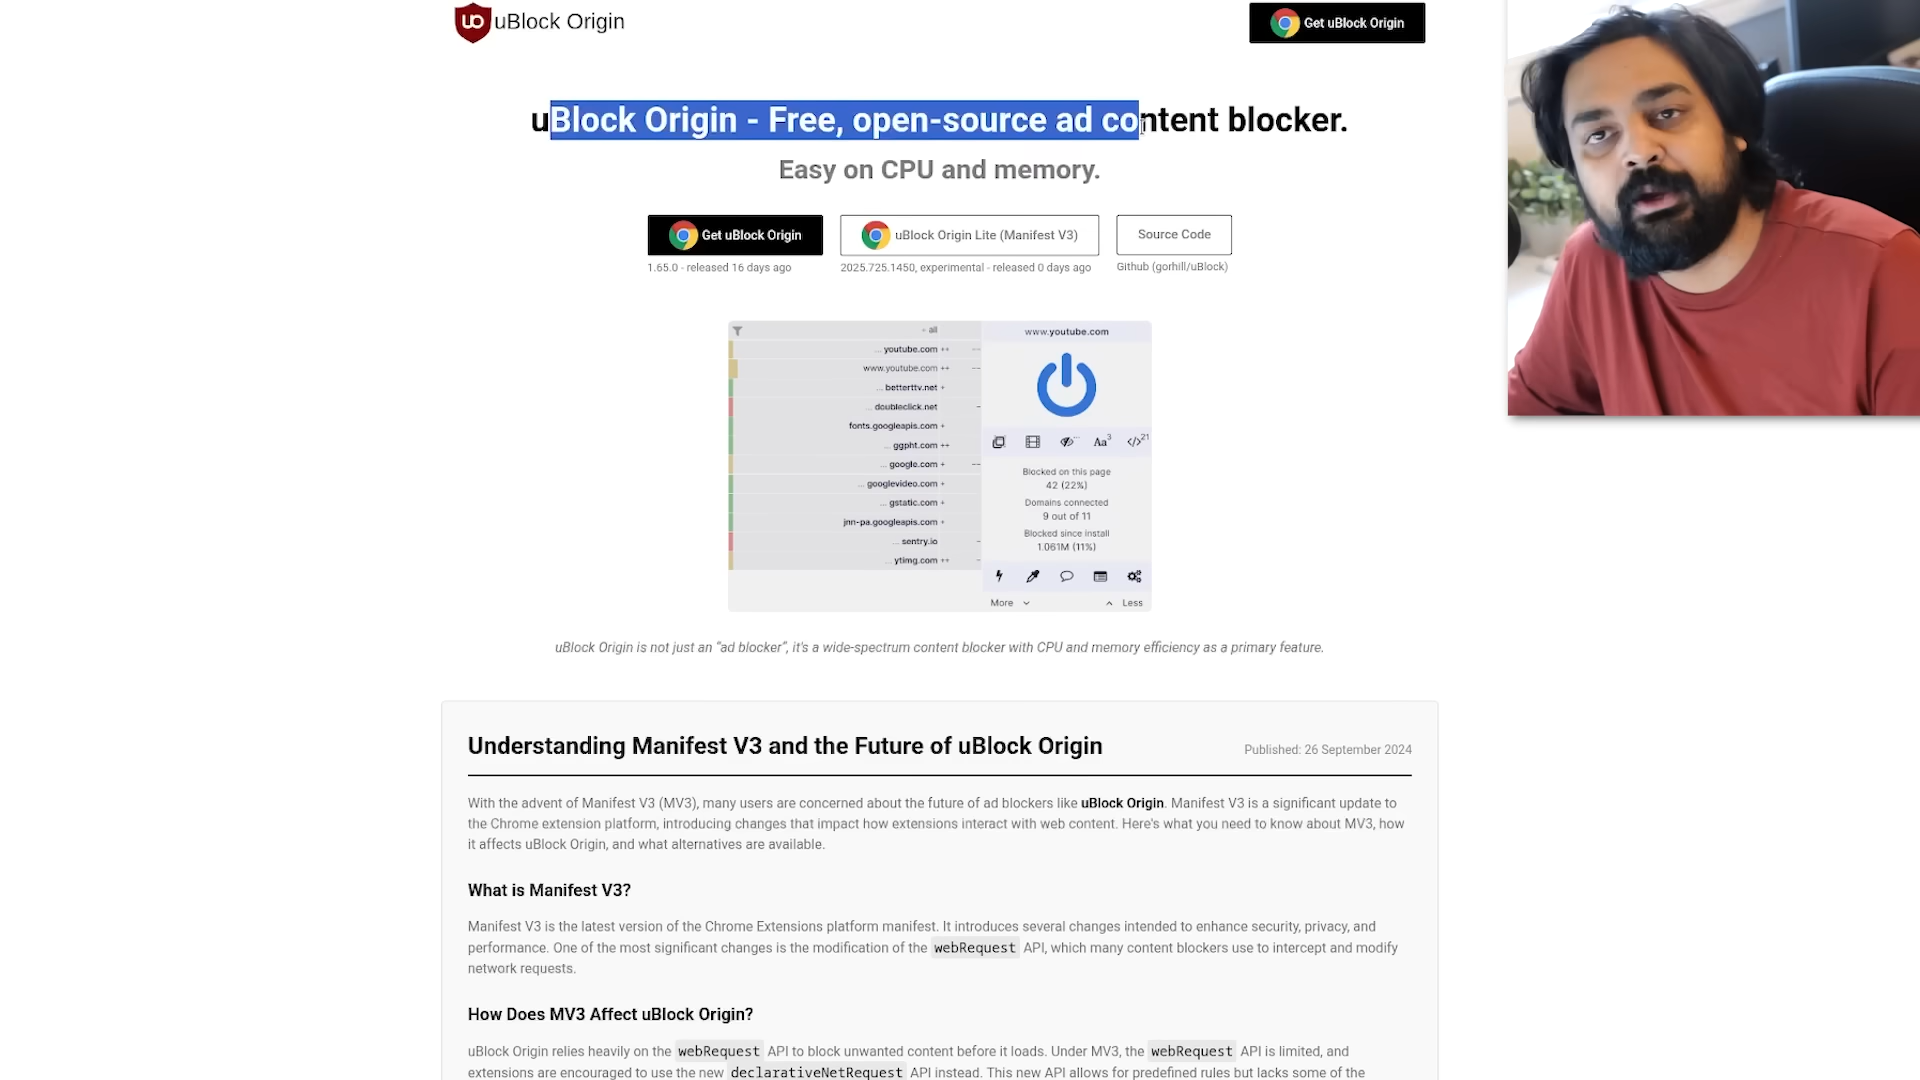 uBlock Origin
Get uBlock Origin
uBlock Origin - Free, open-source ad content blocker.
Easy on CPU and memory.
Get uBlock Origin
uBlock Origin Lite (Manifest V3)
Source Code
1.65.0 - released 16 days ago
2025.725.1450, experimental - released 0 days ago
Github (gorhill/uBlock)
+ all
... youtube.com ++
www.youtube.com ++
... betterttv.net +
... doubleclick.net
fonts.googleapis.com +
... ggpht.com ++
... google.com +
... googlevideo.com +
... gstatic.com +
jnn-pa.googleapis.com +
... sentry.io
... ytimg.com ++
www.youtube.com
Aa3
</>21
Blocked on this page
42 (22%)
Domains connected
9 out of 11
Blocked since install
1.061M (11%)
More
Less
uBlock Origin is not just an “ad blocker”, it's a wide-spectrum content blocker with CPU and memory efficiency as a primary feature.
Understanding Manifest V3 and the Future of uBlock Origin
Published: 26 September 2024
With the advent of Manifest V3 (MV3), many users are concerned about the future of ad blockers like uBlock Origin. Manifest V3 is a significant update to
the Chrome extension platform, introducing changes that impact how extensions interact with web content. Here's what you need to know about MV3, how
it affects uBlock Origin, and what alternatives are available.
What is Manifest V3?
Manifest V3 is the latest version of the Chrome Extensions platform manifest. It introduces several changes intended to enhance security, privacy, and
performance. One of the most significant changes is the modification of the webRequest API, which many content blockers use to intercept and modify
network requests.
How Does MV3 Affect uBlock Origin?
uBlock Origin relies heavily on the webRequest API to block unwanted content before it loads. Under MV3, the webRequest API is limited, and
extensions are encouraged to use the new declarativeNetRequest API instead. This new API allows for predefined rules but lacks some of the